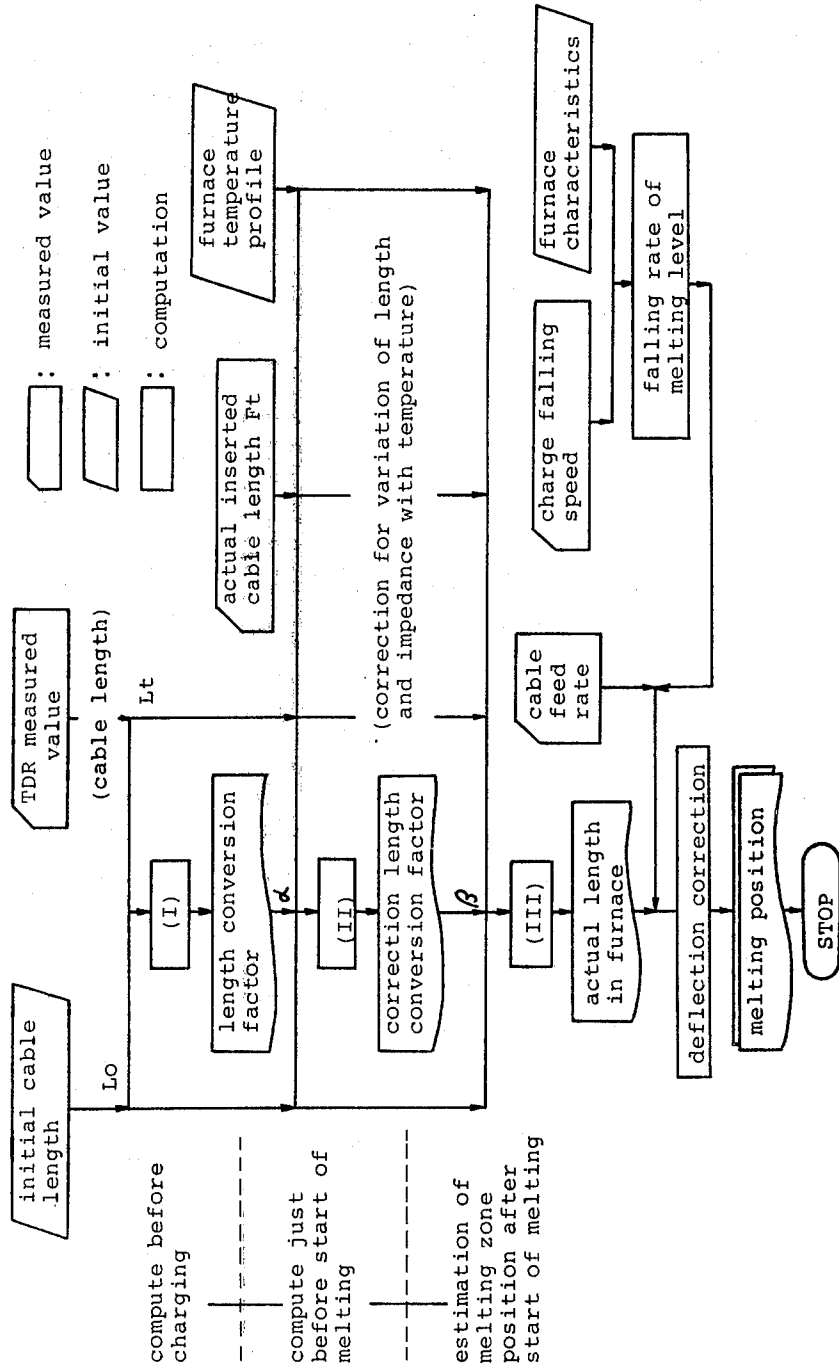 initial cable
length
Lo
TDR measured
value
(cable length)
Lt
: measured value
: initial value
: computation
compute before
charging
(I)
length conversion
factor
α
actual inserted
cable length Ft
furnace
temperature
profile
compute just
before start of
melting
(II)
correction length
conversion factor
β
(correction for variation of length
and impedance with temperature)
estimation of
melting zone
position after
start of melting
(III)
actual length
in furnace
cable
feed
rate
charge falling
speed
furnace
characteristics
falling rate of
melting level
deflection correction
melting position
STOP